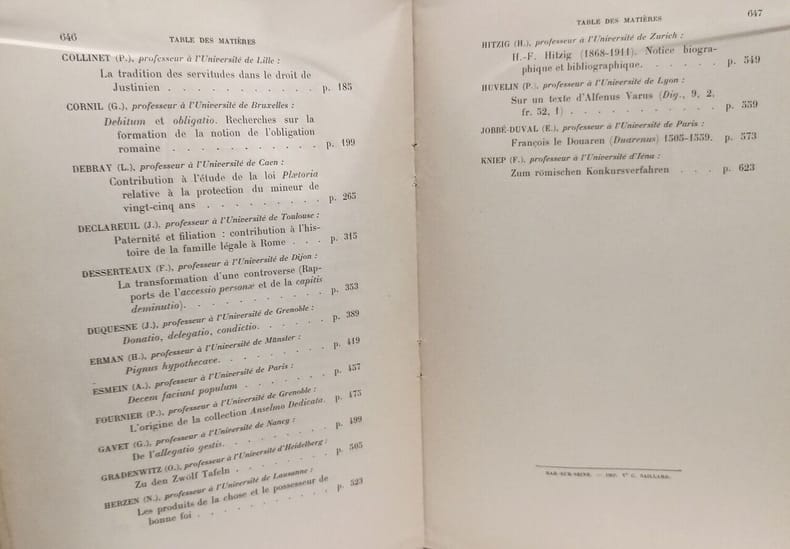 646
TABLE DES MATIÈRES
COLLINET (P.), professeur à l'Université de Lille :
La tradition des servitudes dans le droit de
Justinien . . . . . . . . . . . p. 185
CORNIL (G.), professeur à l'Université de Bruxelles :
Debitum et obligatio. Recherches sur la
formation de la notion de l'obligation
romaine . . . . . . . . . . . p. 199
DEBRAY (L.), professeur à l'Université de Caen :
Contribution à l'étude de la loi Plætoria
relative à la protection du mineur de
vingt-cinq ans . . . . . . . . p. 265
DECLAREUIL (J.), professeur à l'Université de Toulouse :
Paternité et filiation : contribution à l'his-
toire de la famille légale à Rome . . . p. 315
DESSERTEAUX (F.), professeur à l'Université de Dijon :
La transformation d'une controverse (Rap-
ports de l'accessio personæ et de la capitis
deminutio). . . . . . . . . . . p. 353
DUQUESNE (J.), professeur à l'Université de Grenoble :
Donatio, delegatio, condictio. . . . . . p. 389
ERMAN (H.), professeur à l'Université de Münster :
Pignus hypothecave. . . . . . . . p. 419
ESMEIN (A.), professeur à l'Université de Paris :
Decem faciunt populum . . . . . . . p. 457
FOURNIER (P.), professeur à l'Université de Grenoble :
L'origine de la collection Anselmo Dedicata. p. 475
GAVET (G.), professeur à l'Université de Nancy :
De l'allegatio gestis. . . . . . . . p. 499
GRADENWITZ (O.), professeur à l'Université d'Heidelberg :
Zu den Zwölf Tafeln . . . . . . . p. 505
HERZEN (N.), professeur à l'Université de Lausanne :
Les produits de la chose et le possesseur de
bonne foi . . . . . . . . . . p. 523
TABLE DES MATIÈRES
647
HITZIG (H.), professeur à l'Université de Zurich :
H.-F. Hitzig (1868-1911). Notice biogra-
phique et bibliographique. . . . . . p. 549
HUVELIN (P.), professeur à l'Université de Lyon :
Sur un texte d'Alfenus Varus (Dig., 9, 2,
fr. 52, 1) . . . . . . . . . . p. 559
JOBBÉ-DUVAL (E.), professeur à l'Université de Paris :
François le Douaren (Duarenus) 1505-1559. p. 573
KNIEP (F.), professeur à l'Université d'Iéna :
Zum römischen Konkursverfahren . . . p. 623
BAR-SUR-SEINE. — IMP. Vᵉ C. SAILLARD.